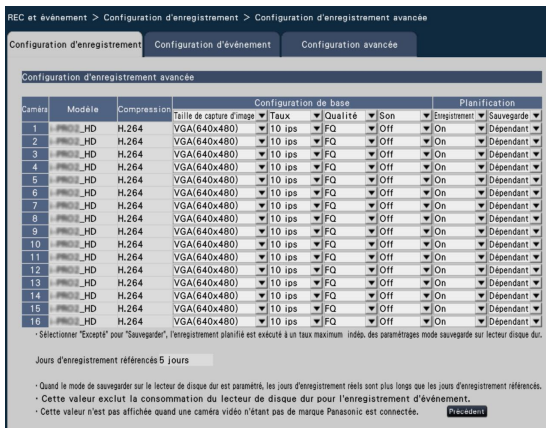 REC et évènement > Configuration d'enregistrement > Configuration d'enregistrement avancée
Configuration d'enregistrement Configuration d'événement Configuration avancée
Configuration d'enregistrement avancée
Caméra Modèle Compression Configuration de base Planification
Taille de capture d'image Taux Qualité Son Enregistrement Sauvegarde
1 _HD H.264 VGA(640x480) 10 ips FQ Off On Dépendant
2 _HD H.264 VGA(640x480) 10 ips FQ Off On Dépendant
3 _HD H.264 VGA(640x480) 10 ips FQ Off On Dépendant
4 _HD H.264 VGA(640x480) 10 ips FQ Off On Dépendant
5 _HD H.264 VGA(640x480) 10 ips FQ Off On Dépendant
6 _HD H.264 VGA(640x480) 10 ips FQ Off On Dépendant
7 _HD H.264 VGA(640x480) 10 ips FQ Off On Dépendant
8 _HD H.264 VGA(640x480) 10 ips FQ Off On Dépendant
9 _HD H.264 VGA(640x480) 10 ips FQ Off On Dépendant
10 _HD H.264 VGA(640x480) 10 ips FQ Off On Dépendant
11 _HD H.264 VGA(640x480) 10 ips FQ Off On Dépendant
12 _HD H.264 VGA(640x480) 10 ips FQ Off On Dépendant
13 _HD H.264 VGA(640x480) 10 ips FQ Off On Dépendant
14 _HD H.264 VGA(640x480) 10 ips FQ Off On Dépendant
15 _HD H.264 VGA(640x480) 10 ips FQ Off On Dépendant
16 _HD H.264 VGA(640x480) 10 ips FQ Off On Dépendant
· Sélectionner "Excepté" pour "Sauvegarder", l'enregistrement planifié est exécuté à un taux maximum indép. des paramétrages mode sauvegarde sur lecteur disque dur.
Jours d'enregistrement référencés 5 jours
· Quand le mode de sauvegarder sur le lecteur de disque dur est paramétré, les jours d'enregistrement réels sont plus longs que les jours d'enregistrement référencés.
· Cette valeur exclut la consommation du lecteur de disque dur pour l'enregistrement d'événement.
· Cette valeur n'est pas affichée quand une caméra vidéo n'étant pas de marque Panasonic est connectée. Précédent